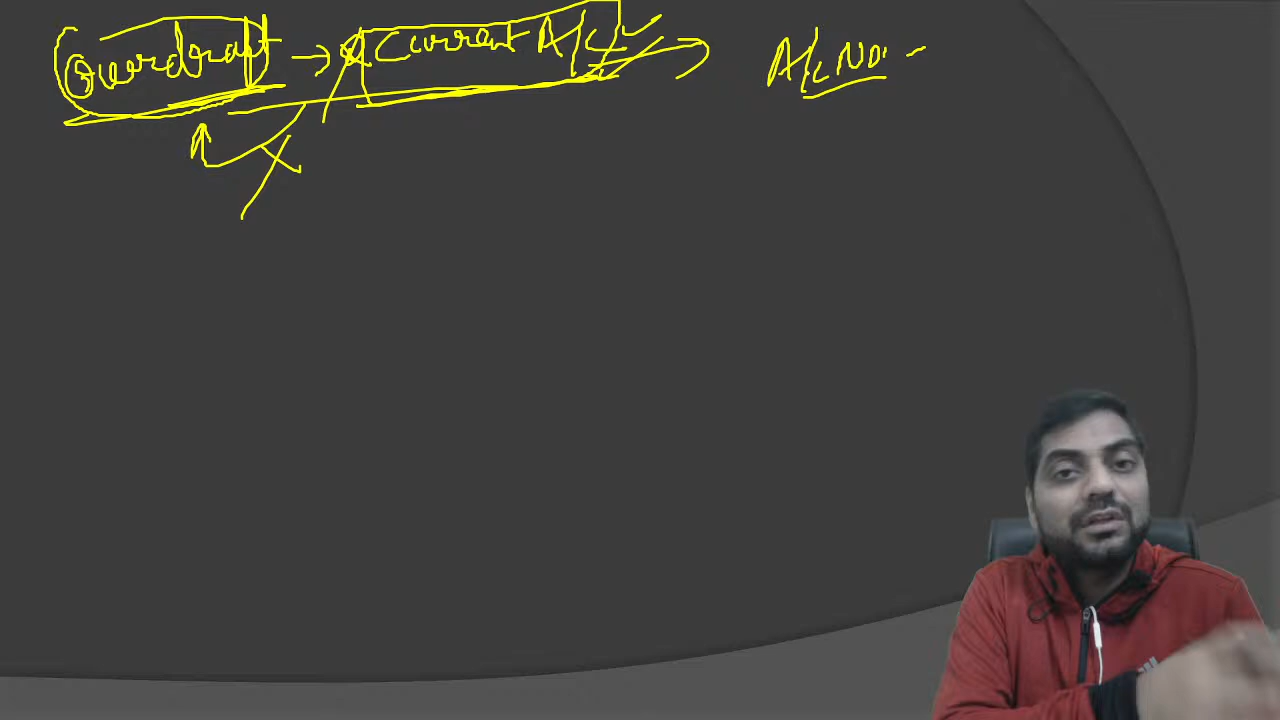 Overdraft → Current A/c A/c No. -